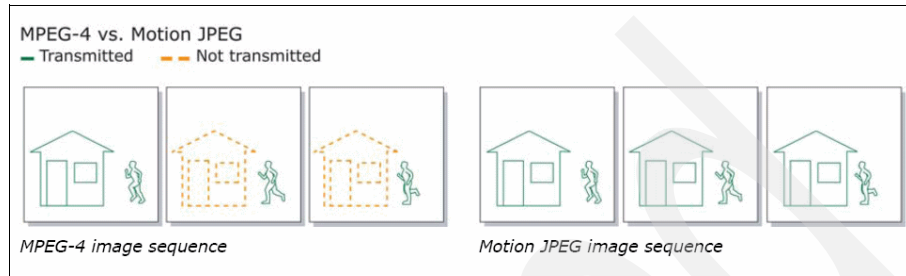 MPEG-4 vs. Motion JPEG
Transmitted Not transmitted
MPEG-4 image sequence Motion JPEG image sequence